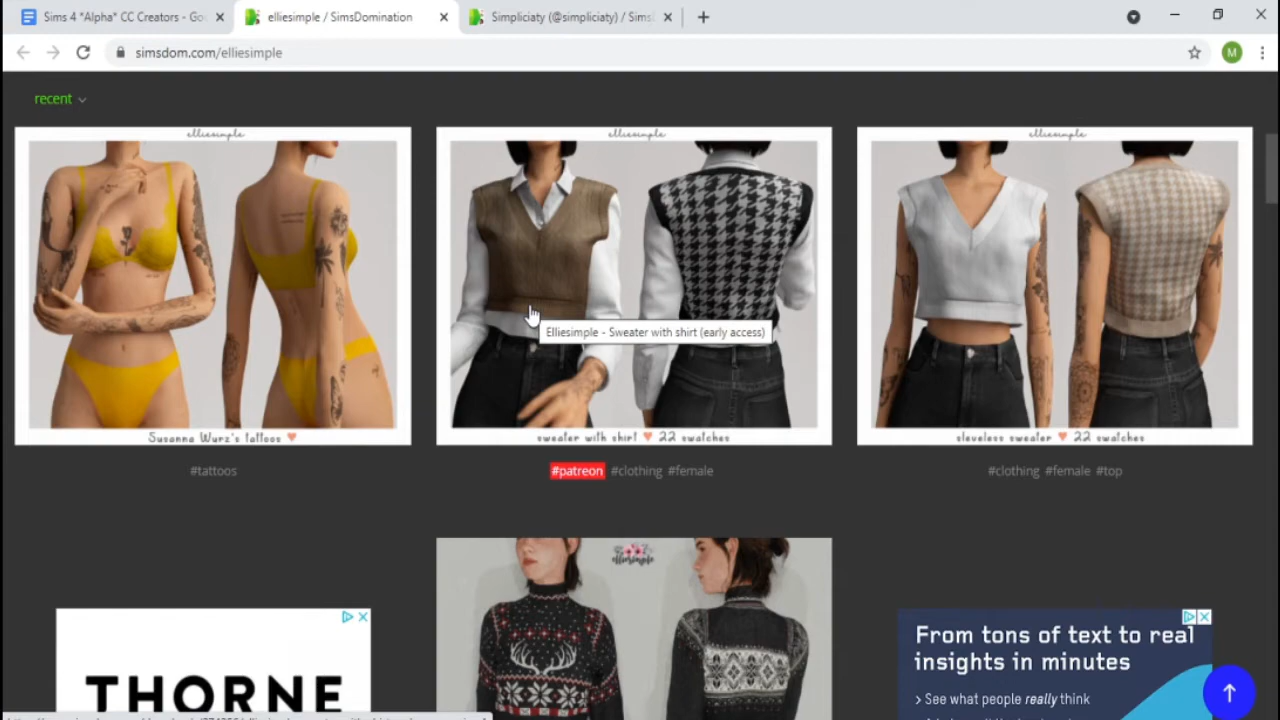 Sims 4 *Alpha* CC Creators - Go
elliesimple / SimsDomination
Simpliciaty (@simpliciaty) / Sims
simsdom.com/elliesimple
M
recent
elliesimple
elliesimple
elliesimple
Elliesimple - Sweater with shirt (early access)
Susanna Wurz's tattoos
sweater with shirt ♥ 22 swatches
sleveless sweater ♥ 22 swatches
#tattoos
#patreon #clothing #female
#clothing #female #top
elliesimple
THORNE
From tons of text to real
insights in minutes
> See what people really think